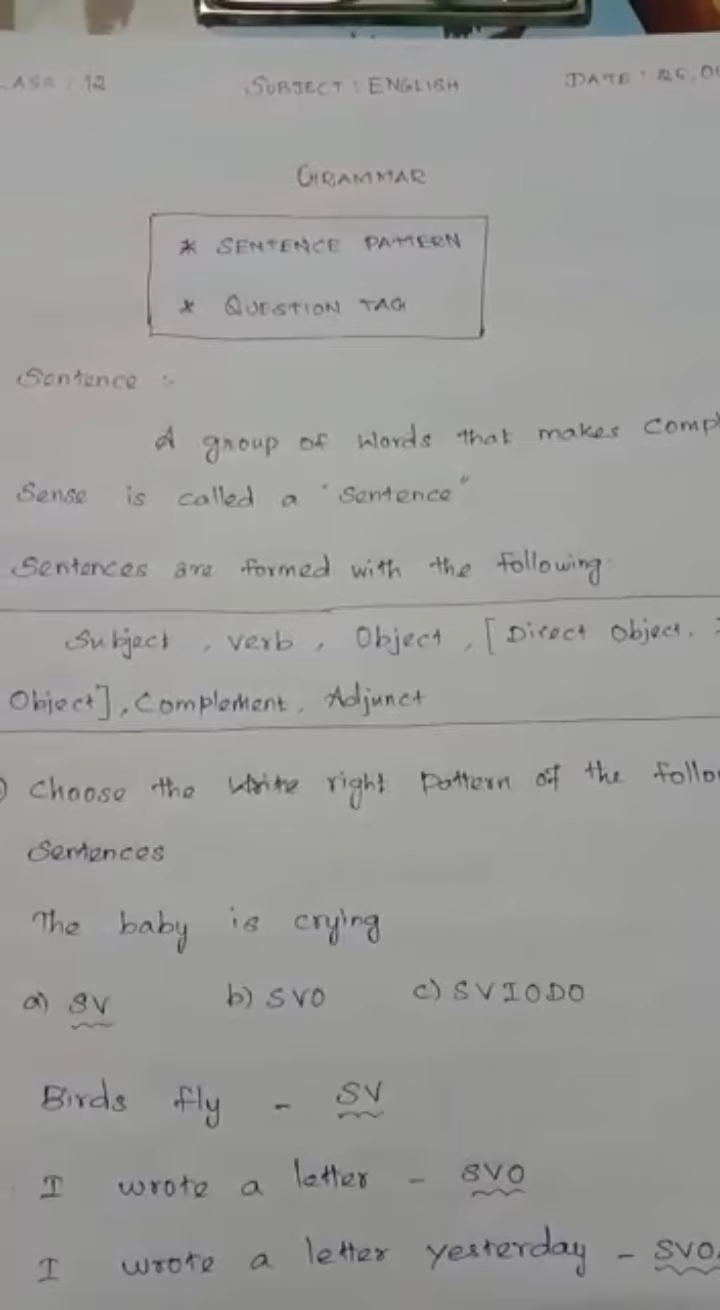 CLASS : 12 SUBJECT : ENGLISH DATE :
GRAMMAR
* SENTENCE PATTERN
* QUESTION TAG
Sentence :-
A group of words that makes
Sense is called a "Sentence"
Sentences are formed with the following:
Subject , verb , Object , [ Direct Object,
Object], Complement, Adjunct
) Choose the right Pattern of the
Sentences
The baby is crying
a) SV b) SVO c) SVIODO
Birds fly - SV
I wrote a letter - SVO
I wrote a letter yesterday - SVO